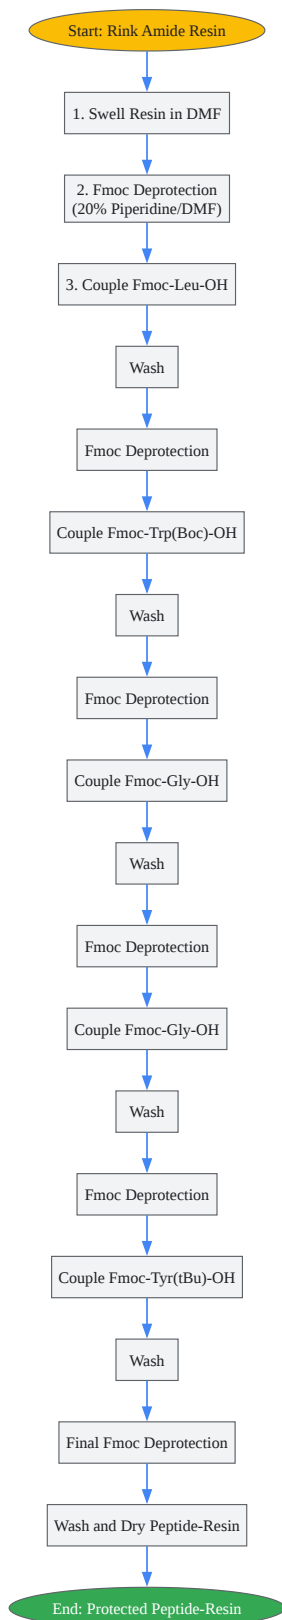 Start: Rink Amide Resin
1. Swell Resin in DMF
2. Fmoc Deprotection
(20% Piperidine/DMF)
3. Couple Fmoc-Leu-OH
Wash
Fmoc Deprotection
Couple Fmoc-Trp(Boc)-OH
Wash
Fmoc Deprotection
Couple Fmoc-Gly-OH
Wash
Fmoc Deprotection
Couple Fmoc-Gly-OH
Wash
Fmoc Deprotection
Couple Fmoc-Tyr(tBu)-OH
Wash
Final Fmoc Deprotection
Wash and Dry Peptide-Resin
End: Protected Peptide-Resin